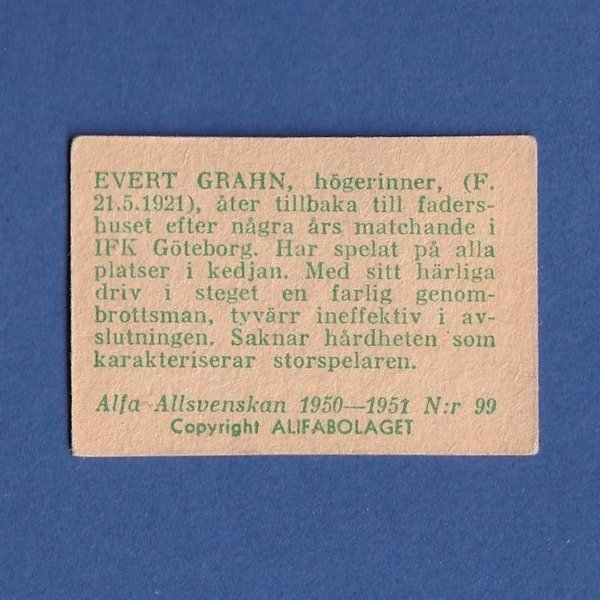 EVERT GRAHN, högerinner, (F.
21.5.1921), åter tillbaka till faders-
huset efter några års matchande i
IFK Göteborg. Har spelat på alla
platser i kedjan. Med sitt härliga
driv i steget en farlig genom-
brottsman, tyvärr ineffektiv i av-
slutningen. Saknar hårdheten som
karakteriserar storspelaren.
Alfa Allsvenskan 1950—1951 N:r 99
Copyright ALIFABOLAGET